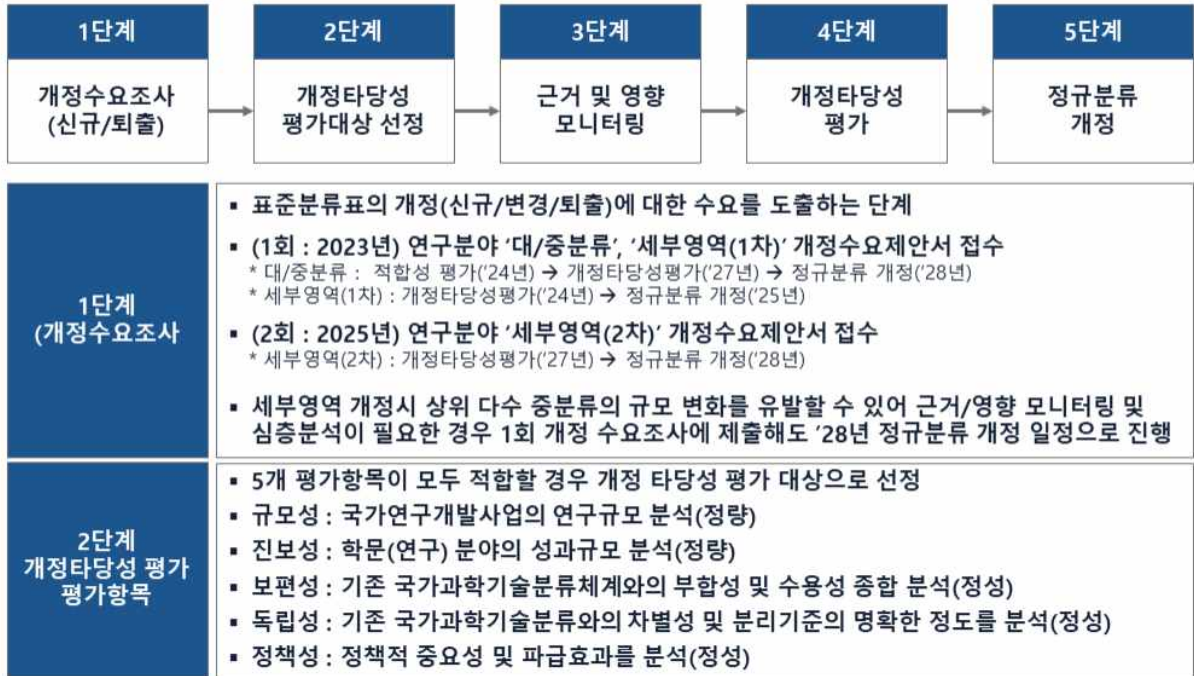 1단계
2단계
3단계
4단계
5단계
개정수요조사
(신규/퇴출)
개정타당성
평가대상 선정
근거 및 영향
모니터링
개정타당성
평가
정규분류
개정
1단계
(개정수요조사
▪ 표준분류표의 개정(신규/변경/퇴출)에 대한 수요를 도출하는 단계
▪ (1회 : 2023년) 연구분야 ‘대/중분류’, ‘세부영역(1차)’ 개정수요제안서 접수
* 대/중분류 : 적합성 평가(’24년) → 개정타당성평가(’27년) → 정규분류 개정(’28년)
* 세부영역(1차) : 개정타당성평가(’24년) → 정규분류 개정(’25년)
▪ (2회 : 2025년) 연구분야 ‘세부영역(2차)’ 개정수요제안서 접수
* 세부영역(2차) : 개정타당성평가(’27년) → 정규분류 개정(’28년)
▪ 세부영역 개정시 상위 다수 중분류의 규모 변화를 유발할 수 있어 근거/영향 모니터링 및
심층분석이 필요한 경우 1회 개정 수요조사에 제출해도 ’28년 정규분류 개정 일정으로 진행
2단계
개정타당성 평가
평가항목
▪ 5개 평가항목이 모두 적합할 경우 개정 타당성 평가 대상으로 선정
▪ 규모성 : 국가연구개발사업의 연구규모 분석(정량)
▪ 진보성 : 학문(연구) 분야의 성과규모 분석(정량)
▪ 보편성 : 기존 국가과학기술분류체계와의 부합성 및 수용성 종합 분석(정성)
▪ 독립성 : 기존 국가과학기술분류와의 차별성 및 분리기준의 명확한 정도를 분석(정성)
▪ 정책성 : 정책적 중요성 및 파급효과를 분석(정성)